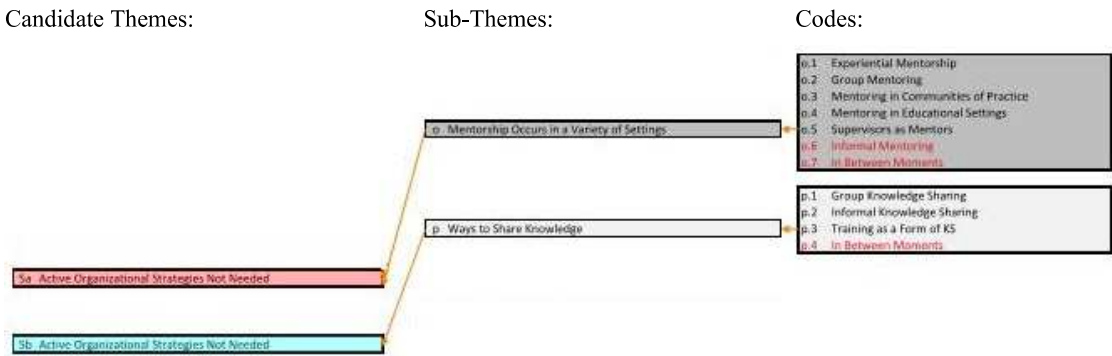 Candidate Themes:
Sub-Themes:
Codes:
o.1 Experiential Mentorship
o.2 Group Mentoring
o.3 Mentoring in Communities of Practice
o.4 Mentoring in Educational Settings
o.5 Supervisors as Mentors
o.6 Informal Mentoring
o.7 In Between Moments
o Mentorship Occurs in a Variety of Settings
p.1 Group Knowledge Sharing
p.2 Informal Knowledge Sharing
p.3 Training as a Form of KS
p.4 In Between Moments
p Ways to Share Knowledge
5a Active Organizational Strategies Not Needed
5b Active Organizational Strategies Not Needed